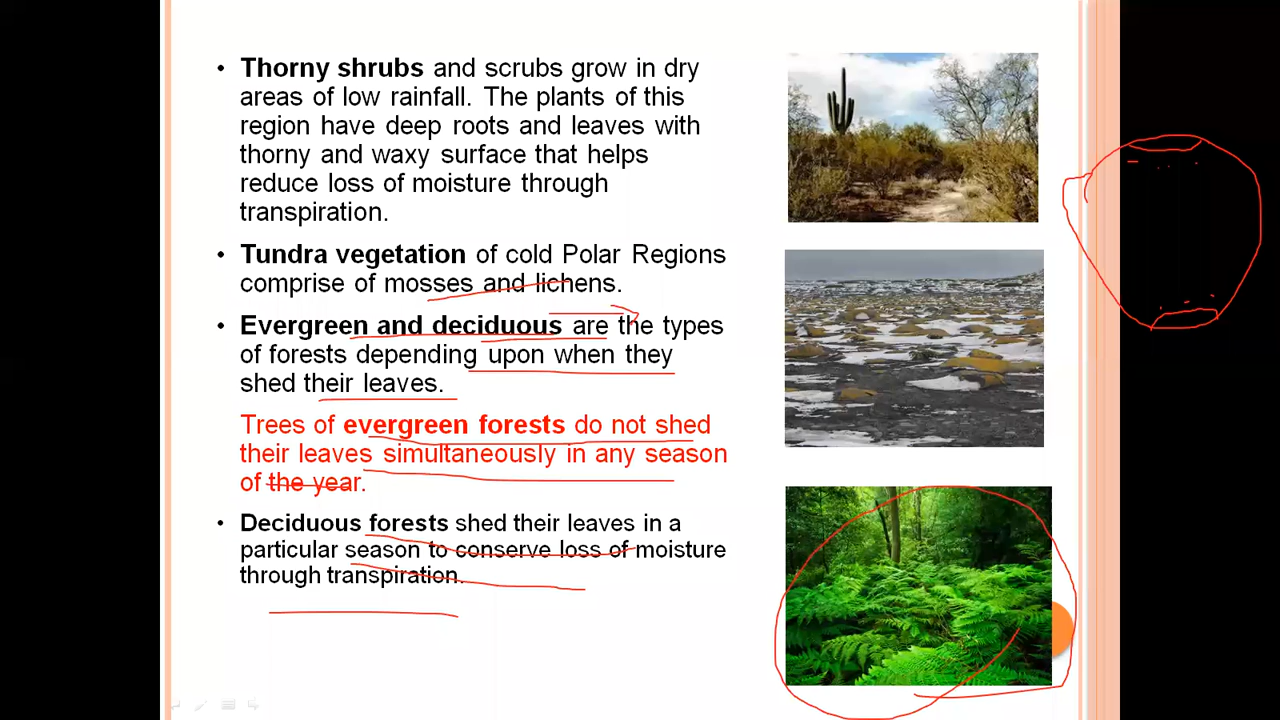 • Thorny shrubs and scrubs grow in dry
areas of low rainfall. The plants of this
region have deep roots and leaves with
thorny and waxy surface that helps
reduce loss of moisture through
transpiration.
• Tundra vegetation of cold Polar Regions
comprise of mosses and lichens.
• Evergreen and deciduous are the types
of forests depending upon when they
shed their leaves.
Trees of evergreen forests do not shed
their leaves simultaneously in any season
of the year.
• Deciduous forests shed their leaves in a
particular season to conserve loss of moisture
through transpiration.